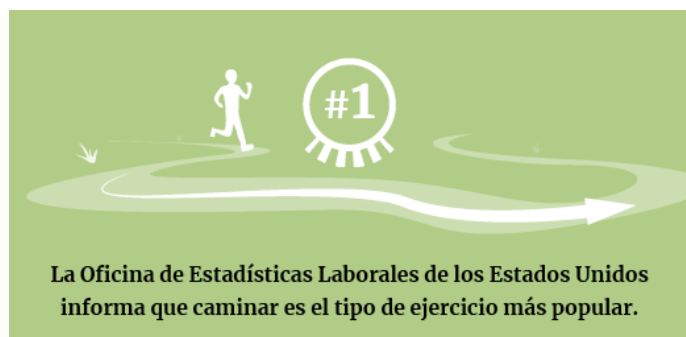 #1
La Oficina de Estadísticas Laborales de los Estados Unidos
informa que caminar es el tipo de ejercicio más popular.